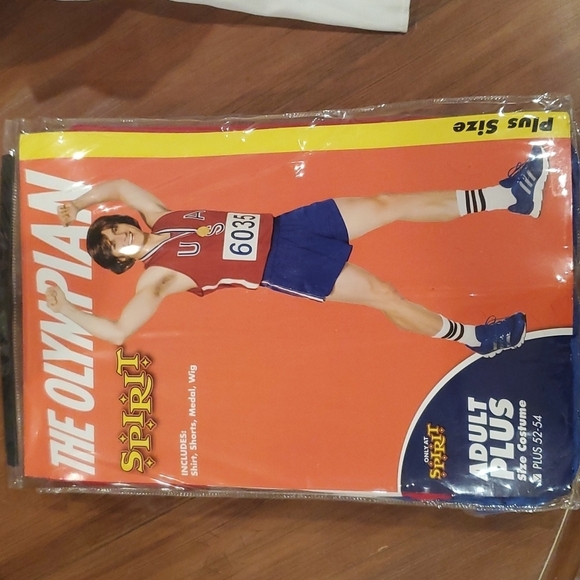 Plus Size
THE OLYMPIAN
USA
6035
SPIRIT
INCLUDES:
Shirt, Shorts, Medal, Wig
ONLY AT
SPIRIT
ADULT
PLUS
Size Costume
PLUS 52-54